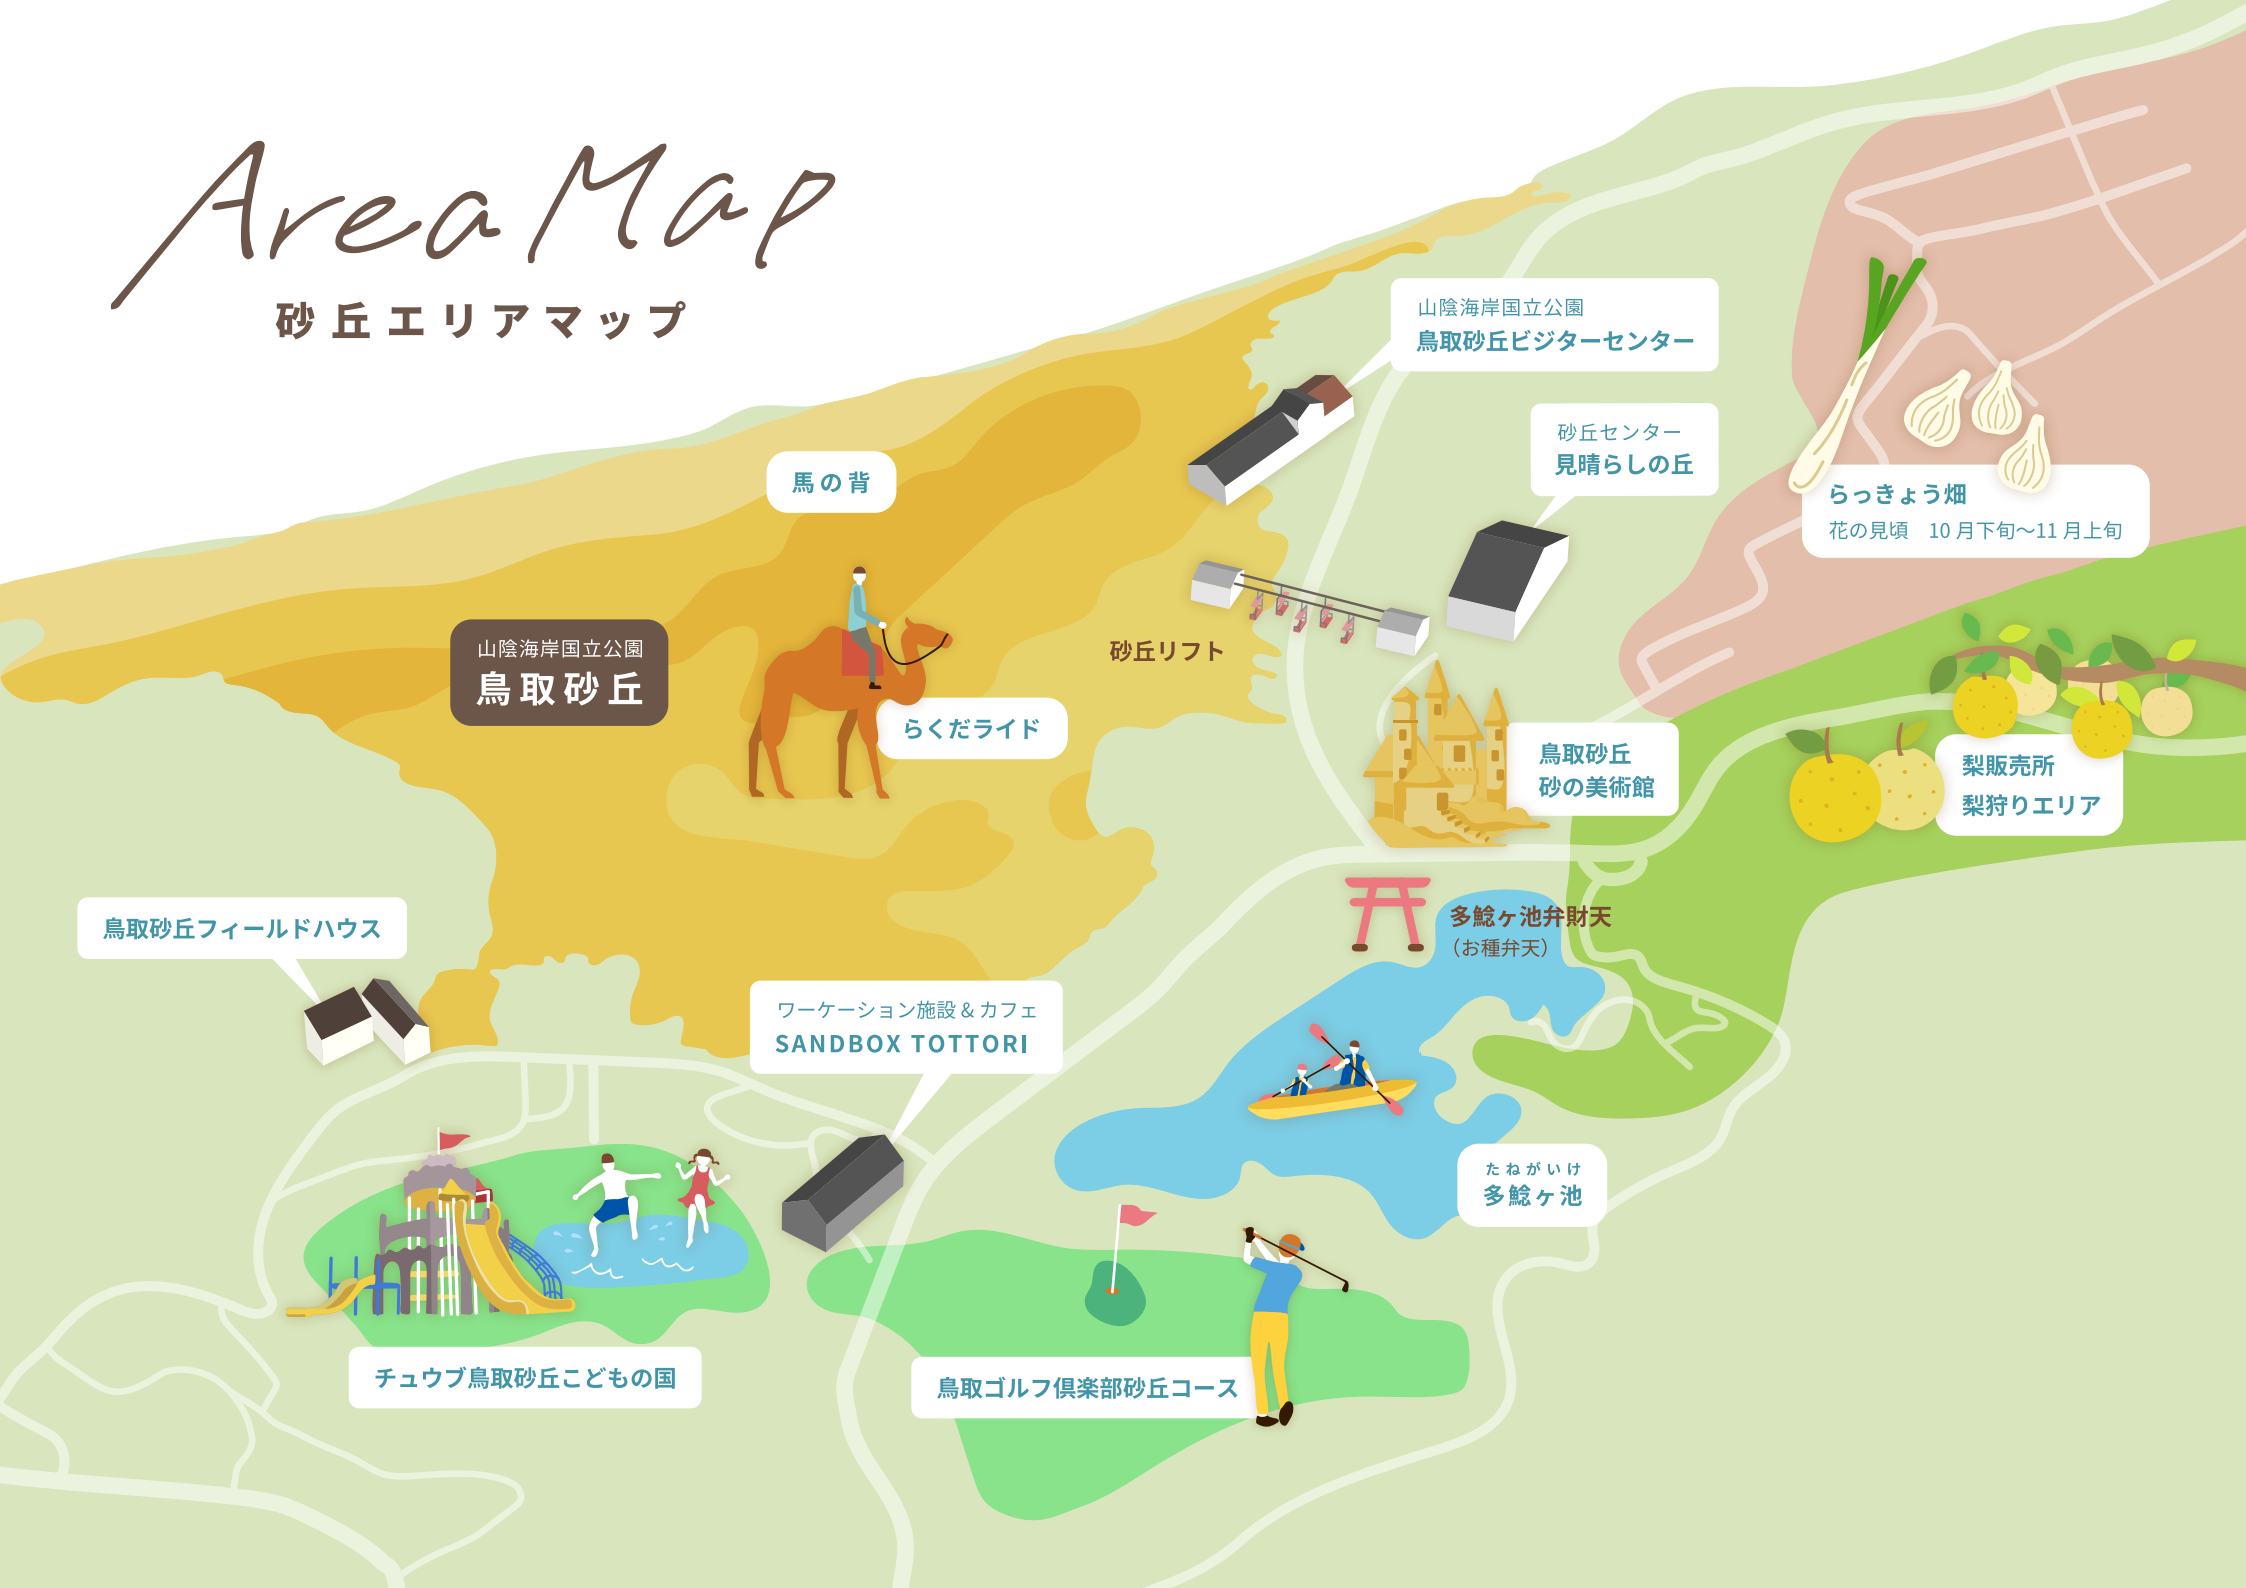 Area Map
砂丘エリアマップ
山陰海岸国立公園
鳥取砂丘ビジターセンター
砂丘センター
見晴らしの丘
馬の背
らっきょう畑
花の見頃　10月下旬〜11月上旬
山陰海岸国立公園
鳥取砂丘
砂丘リフト
らくだライド
鳥取砂丘
砂の美術館
梨販売所
梨狩りエリア
鳥取砂丘フィールドハウス
多鯰ヶ池弁財天
（お種弁天）
ワーケーション施設＆カフェ
SANDBOX TOTTORI
たねがいけ
多鯰ヶ池
チュウブ鳥取砂丘こどもの国
鳥取ゴルフ倶楽部砂丘コース